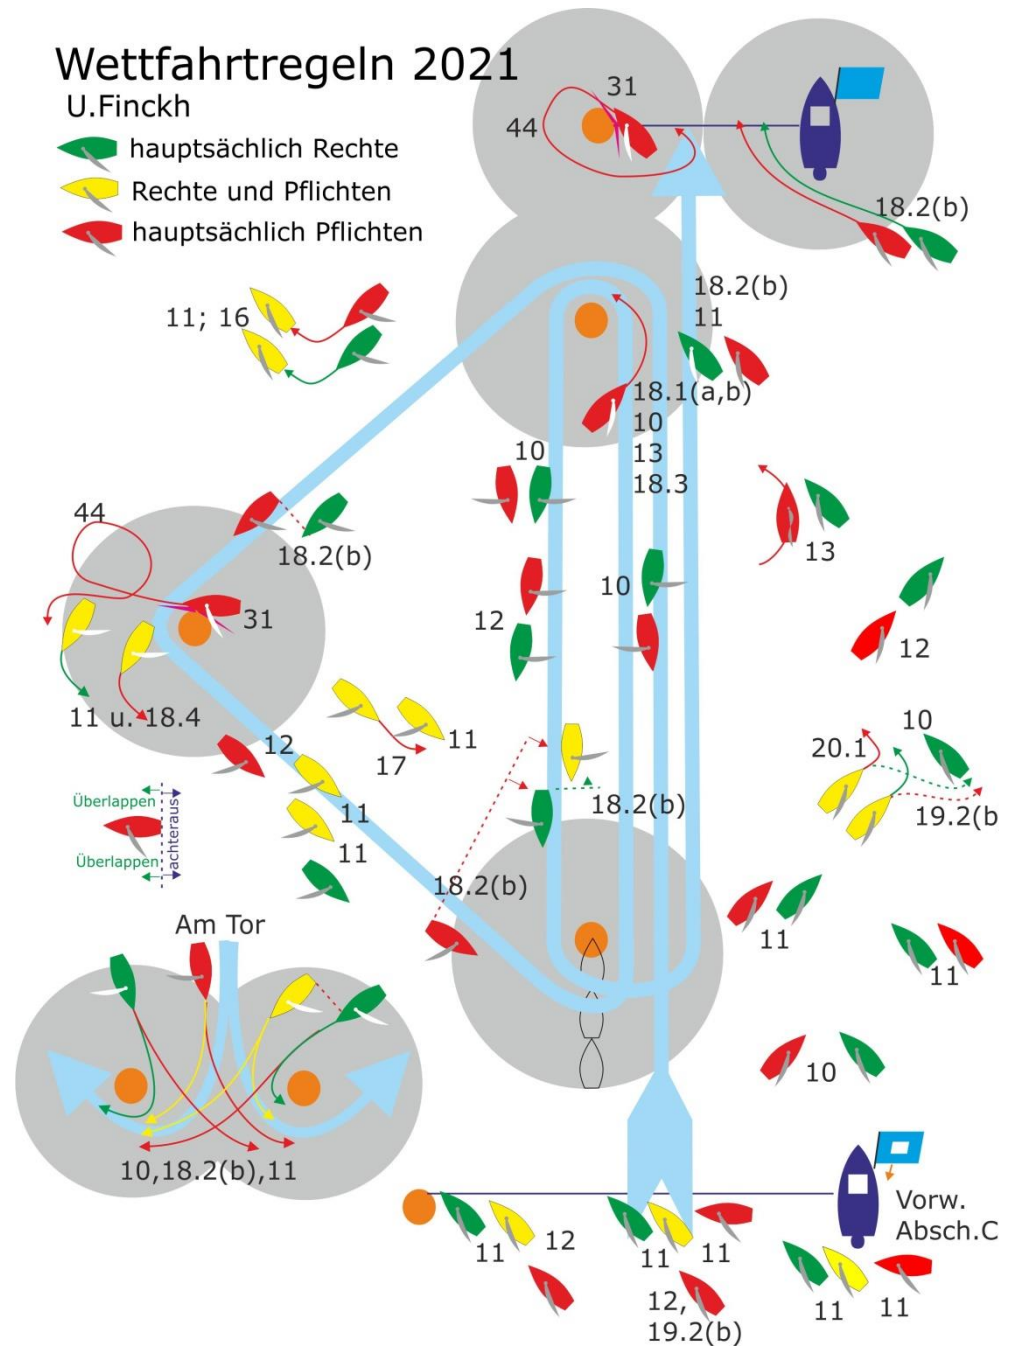 Wettfahrtregeln 2021
U.Finckh
hauptsächlich Rechte
Rechte und Pflichten
hauptsächlich Pflichten
31
44
18.2(b)
11; 16
18.2(b)
11
18.1(a,b)
10
13
18.3
10
44
18.2(b)
13
12
10
12
31
11 u. 18.4
12
11
17
10
20.1
11
18.2(b)
19.2(b
Überlappen
achteraus
Überlappen
11
18.2(b)
11
11
Am Tor
10
10,18.2(b),11
Vorw.
Absch.C
11
12
11
11
12,
19.2(b)
11
11